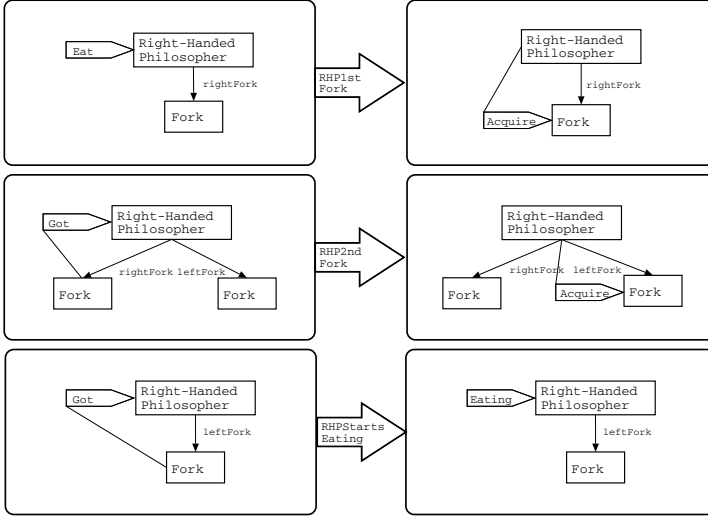 Eat
Right-Handed
Philosopher
rightFork
Fork
RHP1st
Fork
Right-Handed
Philosopher
rightFork
Acquire
Fork
Got
Right-Handed
Philosopher
rightFork leftFork
Fork
Fork
RHP2nd
Fork
Right-Handed
Philosopher
rightFork leftFork
Fork
Acquire
Fork
Got
Right-Handed
Philosopher
leftFork
Fork
RHPStarts
Eating
Eating
Right-Handed
Philosopher
leftFork
Fork